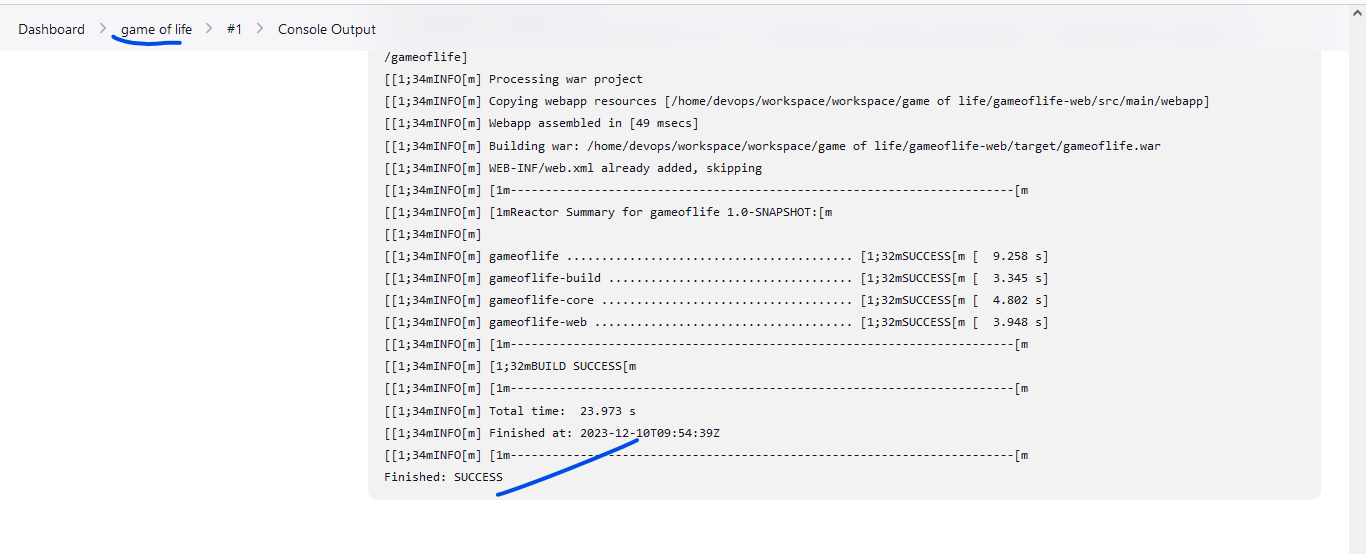 Dashboard > game of life > #1 > Console Output
/gameoflife]
[[1;34mINFO[m] Processing war project
[[1;34mINFO[m] Copying webapp resources [/home/devops/workspace/workspace/game of life/gameoflife-web/src/main/webapp]
[[1;34mINFO[m] Webapp assembled in [49 msecs]
[[1;34mINFO[m] Building war: /home/devops/workspace/workspace/game of life/gameoflife-web/target/gameoflife.war
[[1;34mINFO[m] WEB-INF/web.xml already added, skipping
[[1;34mINFO[m] [1m------------------------------------------------------------------------[m
[[1;34mINFO[m] [1mReactor Summary for gameoflife 1.0-SNAPSHOT:[m
[[1;34mINFO[m]
[[1;34mINFO[m] gameoflife ......................................... [1;32mSUCCESS[m [  9.258 s]
[[1;34mINFO[m] gameoflife-build ................................... [1;32mSUCCESS[m [  3.345 s]
[[1;34mINFO[m] gameoflife-core .................................... [1;32mSUCCESS[m [  4.802 s]
[[1;34mINFO[m] gameoflife-web ..................................... [1;32mSUCCESS[m [  3.948 s]
[[1;34mINFO[m] [1m------------------------------------------------------------------------[m
[[1;34mINFO[m] [1;32mBUILD SUCCESS[m
[[1;34mINFO[m] [1m------------------------------------------------------------------------[m
[[1;34mINFO[m] Total time:  23.973 s
[[1;34mINFO[m] Finished at: 2023-12-10T09:54:39Z
[[1;34mINFO[m] [1m------------------------------------------------------------------------[m
Finished: SUCCESS